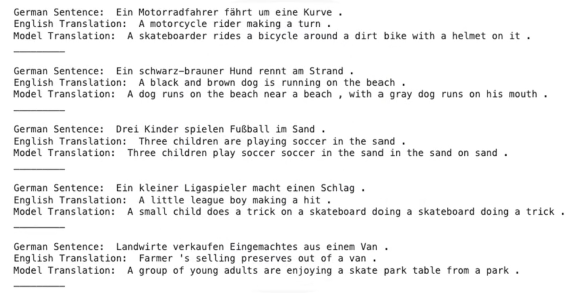 German Sentence:  Ein Motorradfahrer fährt um eine Kurve .
English Translation:  A motorcycle rider making a turn .
Model Translation:  A skateboarder rides a bicycle around a dirt bike with a helmet on it .
German Sentence:  Ein schwarz-brauner Hund rennt am Strand .
English Translation:  A black and brown dog is running on the beach .
Model Translation:  A dog runs on the beach near a beach , with a gray dog runs on his mouth .
German Sentence:  Drei Kinder spielen Fußball im Sand .
English Translation:  Three children are playing soccer in the sand .
Model Translation:  Three children play soccer soccer in the sand in the sand on sand .
German Sentence:  Ein kleiner Ligaspieler macht einen Schlag .
English Translation:  A little league boy making a hit .
Model Translation:  A small child does a trick on a skateboard doing a skateboard doing a trick .
German Sentence:  Landwirte verkaufen Eingemachtes aus einem Van .
English Translation:  Farmer 's selling preserves out of a van .
Model Translation:  A group of young adults are enjoying a skate park table from a park .